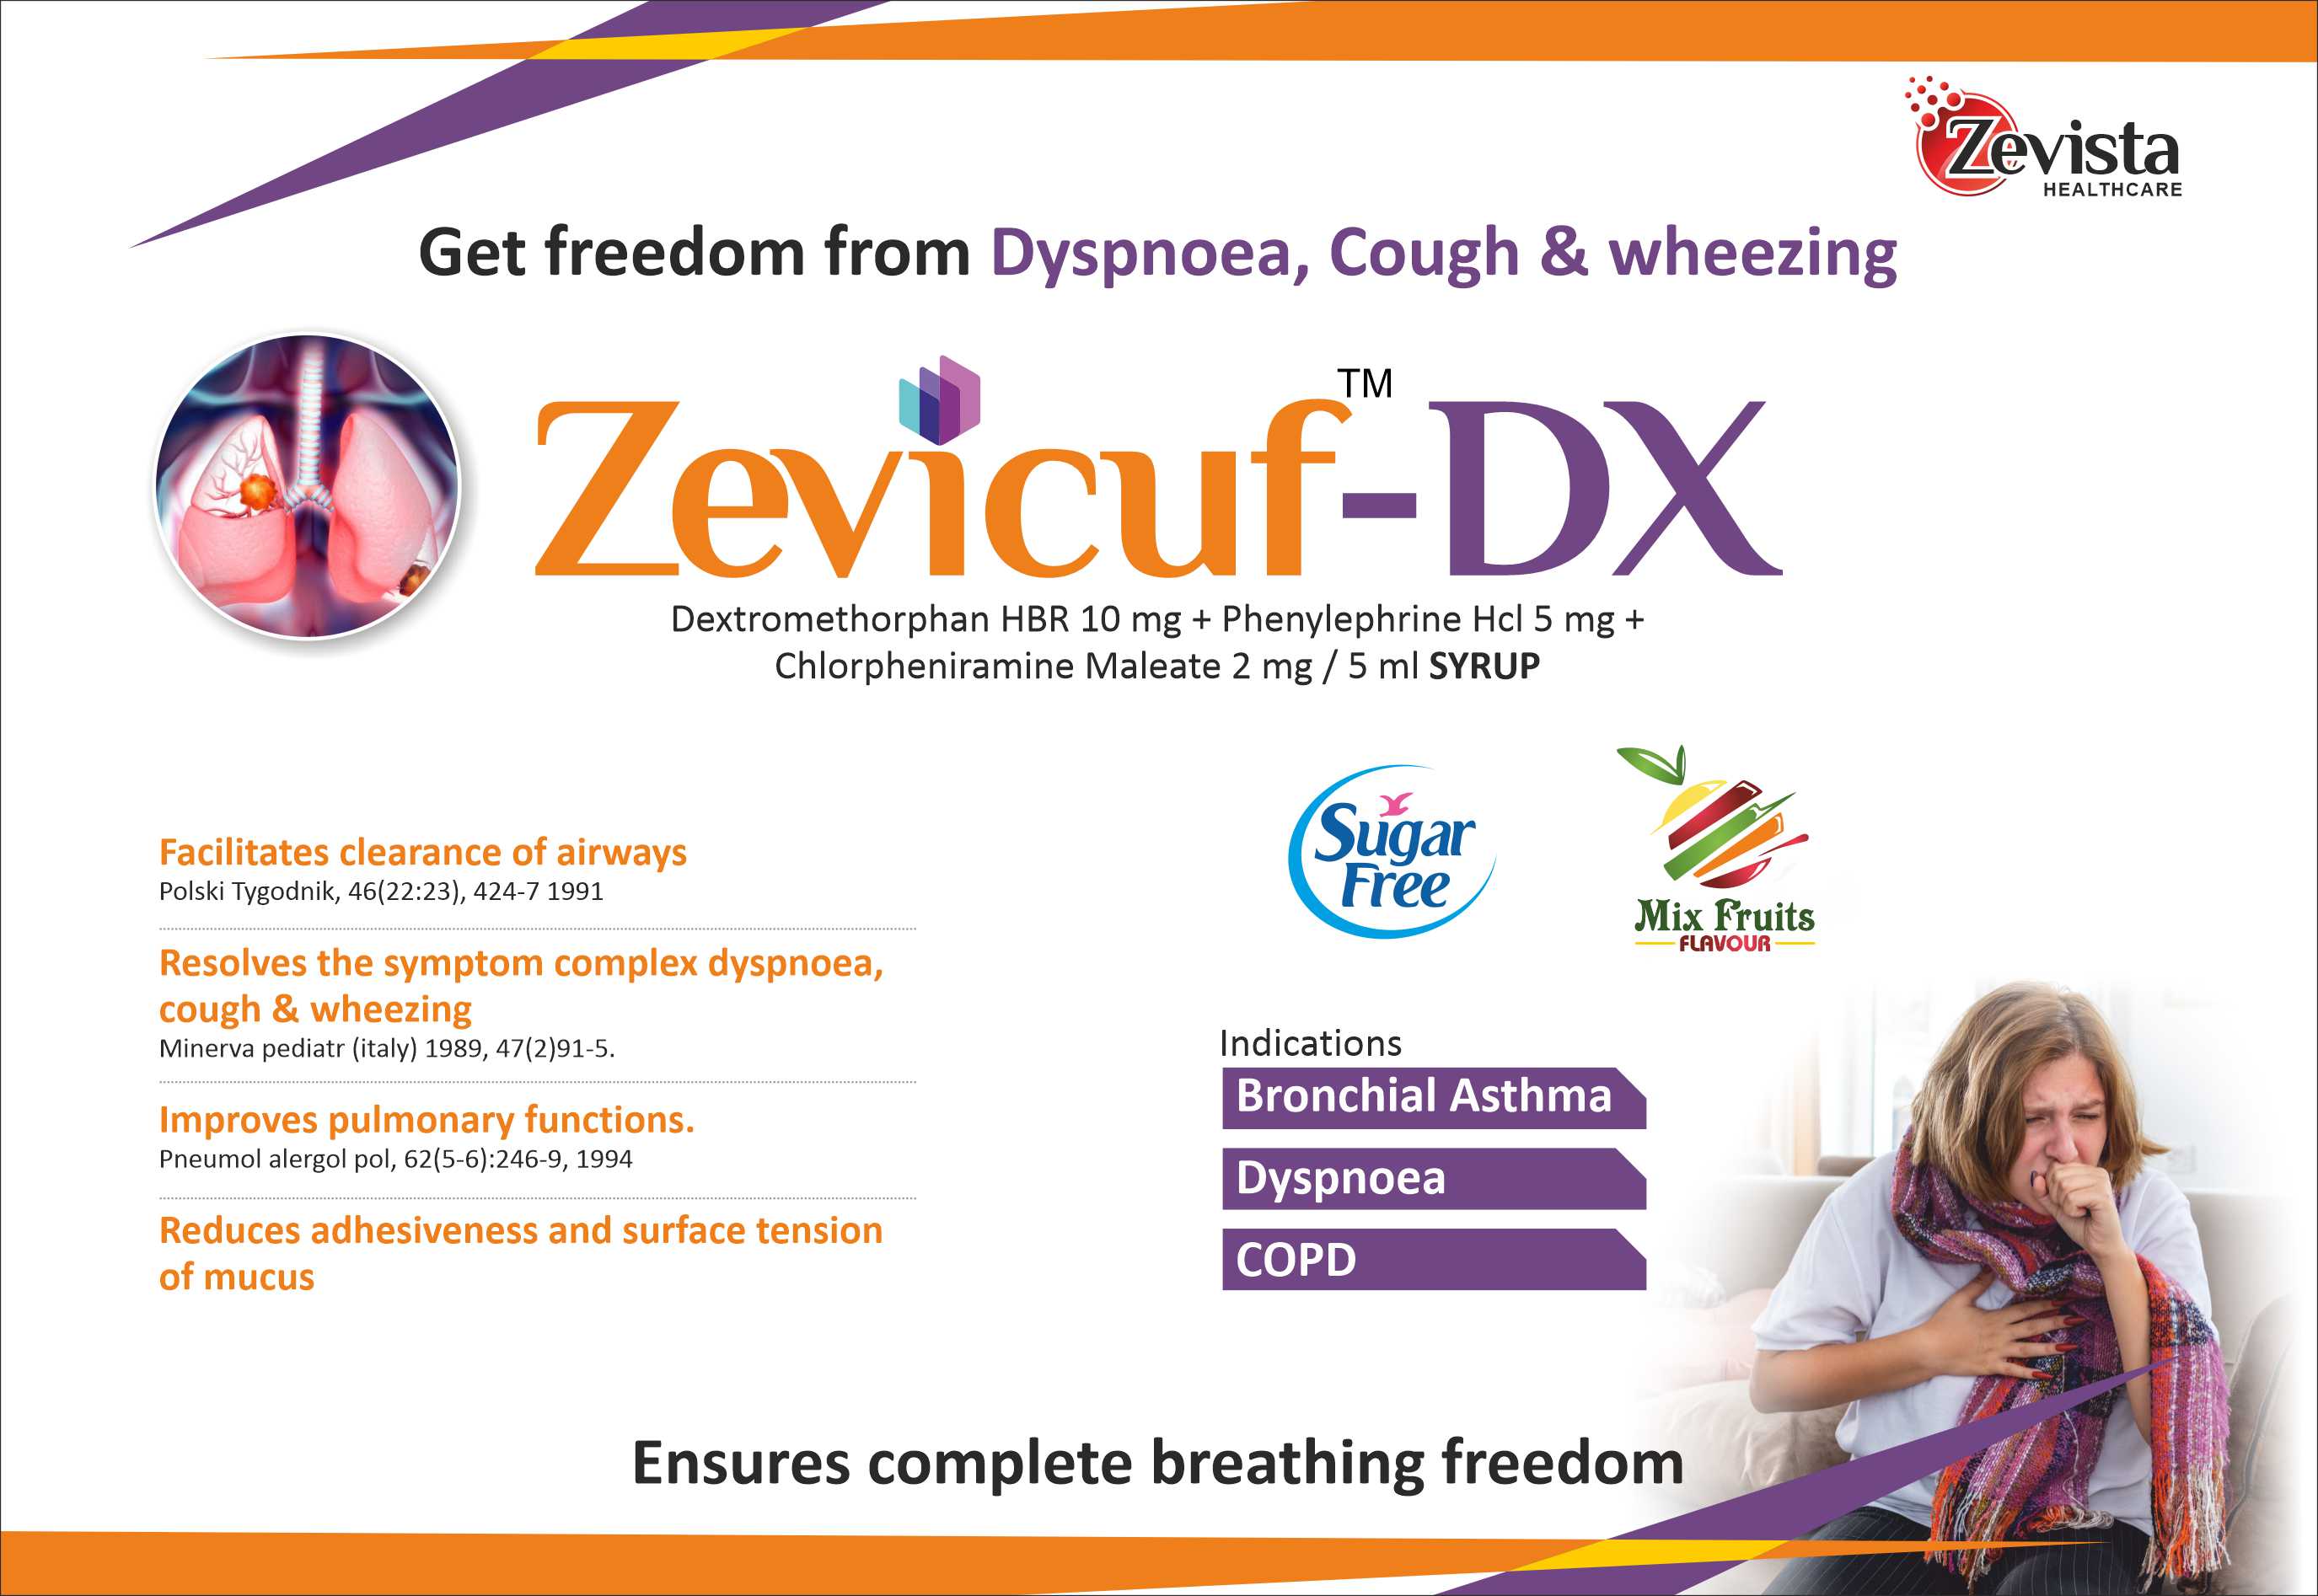 Zevista
HEALTHCARE
Get freedom from Dyspnoea, Cough & wheezing
Zevicuf™-DX
Dextromethorphan HBR 10 mg + Phenylephrine Hcl 5 mg +
Chlorpheniramine Maleate 2 mg / 5 ml SYRUP
Sugar
Free
Mix Fruits
FLAVOUR
Facilitates clearance of airways
Polski Tygodnik, 46(22:23), 424-7 1991
Resolves the symptom complex dyspnoea,
cough & wheezing
Minerva pediatr (italy) 1989, 47(2)91-5.
Improves pulmonary functions.
Pneumol alergol pol, 62(5-6):246-9, 1994
Reduces adhesiveness and surface tension
of mucus
Indications
Bronchial Asthma
Dyspnoea
COPD
Ensures complete breathing freedom